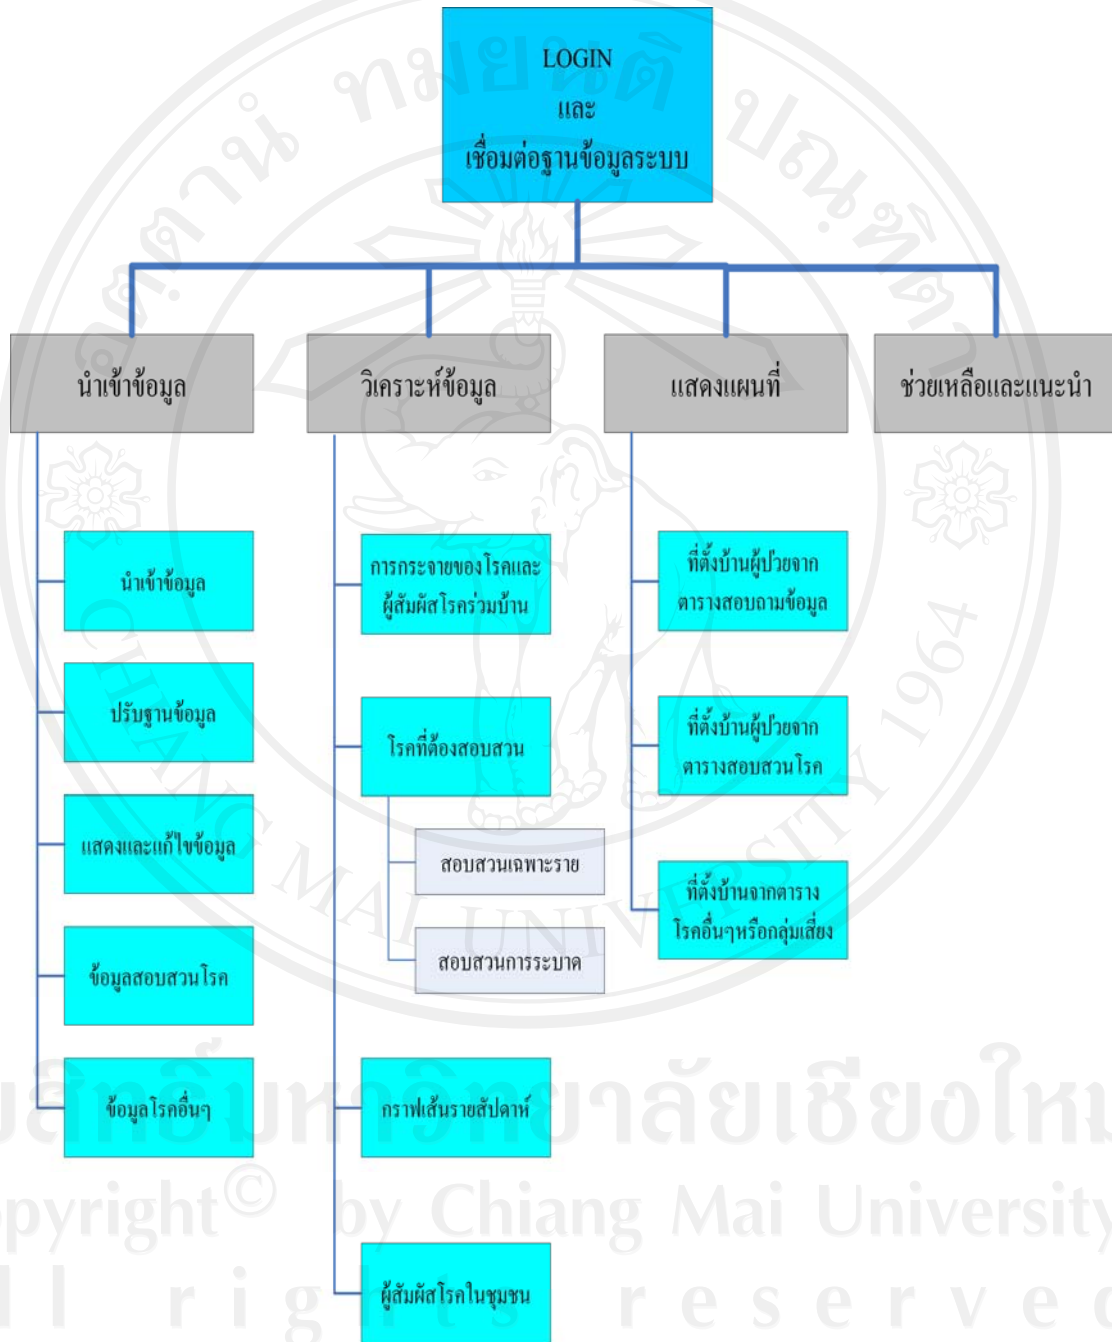 LOGIN
และ
เชื่อมต่อฐานข้อมูลระบบ
นำเข้าข้อมูล
วิเคราะห์ข้อมูล
แสดงแผนที่
ช่วยเหลือและแนะนำ
นำเข้าข้อมูล
ปรับฐานข้อมูล
แสดงและแก้ไขข้อมูล
ข้อมูลสอบสวนโรค
ข้อมูลโรคอื่นๆ
การกระจายของโรคและ
ผู้สัมผัสโรคร่วมบ้าน
โรคที่ต้องสอบสวน
สอบสวนเฉพาะราย
สอบสวนการระบาด
กราฟเส้นรายสัปดาห์
ผู้สัมผัสโรคในชุมชน
ที่ตั้งบ้านผู้ป่วยจาก
ตารางสอบถามข้อมูล
ที่ตั้งบ้านผู้ป่วยจาก
ตารางสอบสวนโรค
ที่ตั้งบ้านจากตาราง
โรคอื่นๆหรือกลุ่มเสี่ยง
CHIANG MAI UNIVERSITY 1964
มหาวิทยาลัยเชียงใหม่
by Chiang Mai University
rights reserved